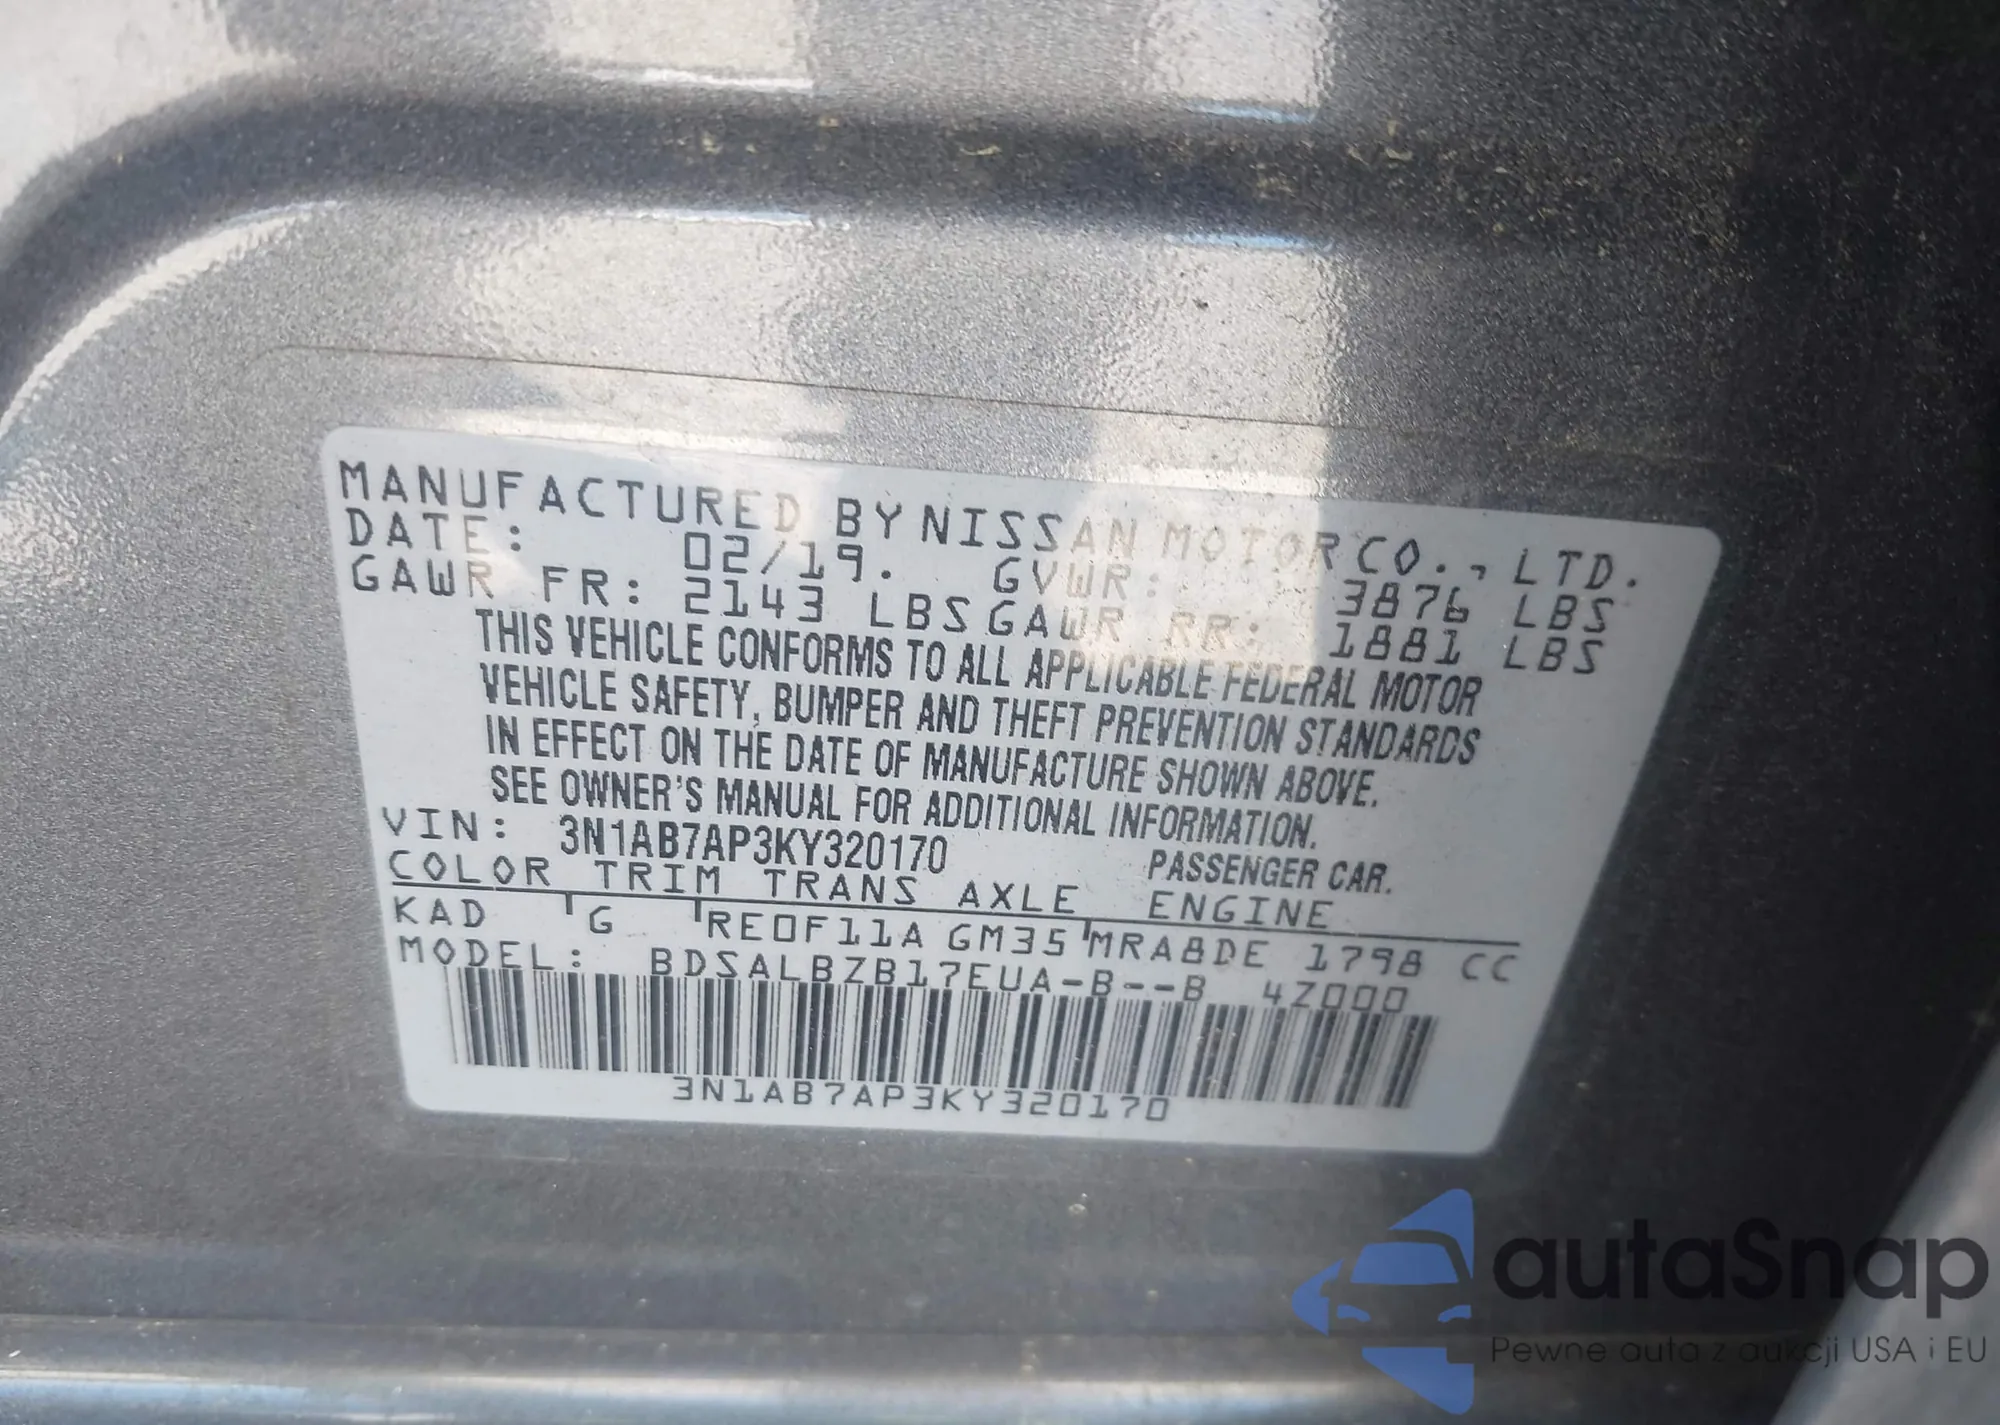 MANUFACTURED BY NISSAN MOTOR CO., LTD.
DATE: 02/19. GVWR: 3876 LBS
GAWR FR: 2143 LBS GAWR RR: 1881 LBS
THIS VEHICLE CONFORMS TO ALL APPLICABLE FEDERAL MOTOR
VEHICLE SAFETY, BUMPER AND THEFT PREVENTION STANDARDS
IN EFFECT ON THE DATE OF MANUFACTURE SHOWN ABOVE.
SEE OWNER'S MANUAL FOR ADDITIONAL INFORMATION.
VIN: 3N1AB7AP3KY320170 PASSENGER CAR.
COLOR TRIM TRANS AXLE ENGINE
KAD G RE0F11A GM35 MRA8DE 1798 CC
MODEL: BDSALBZB17EUA-B--B 4Z000
3N1AB7AP3KY320170
autaSnap
Pewne auta z aukcji USA i EU